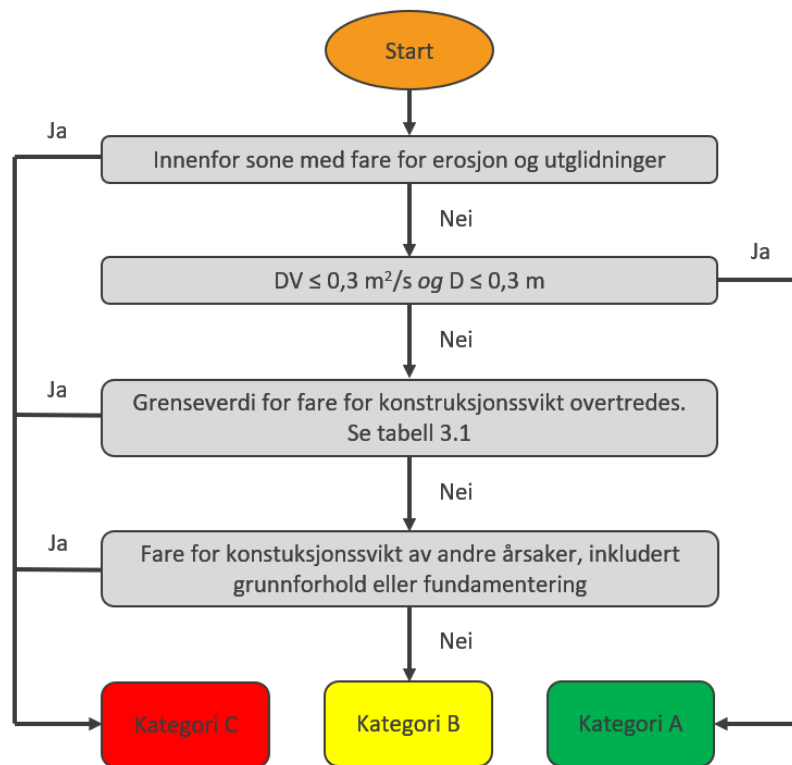 Start
Ja
Innenfor sone med fare for erosjon og utglidninger
Nei
Ja
DV ≤ 0,3 m²/s og D ≤ 0,3 m
Nei
Ja
Grenseverdi for fare for konstruksjonssvikt overtredes.
Se tabell 3.1
Nei
Ja
Fare for konstuksjonssvikt av andre årsaker, inkludert
grunnforhold eller fundamentering
Nei
Kategori C
Kategori B
Kategori A